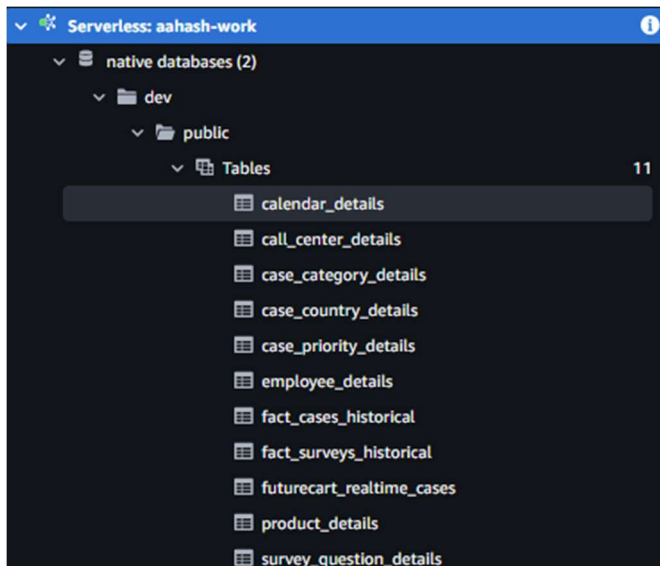 Serverless: aahash-work
native databases (2)
dev
public
Tables 11
calendar_details
call_center_details
case_category_details
case_country_details
case_priority_details
employee_details
fact_cases_historical
fact_surveys_historical
futurecart_realtime_cases
product_details
survey_question_details